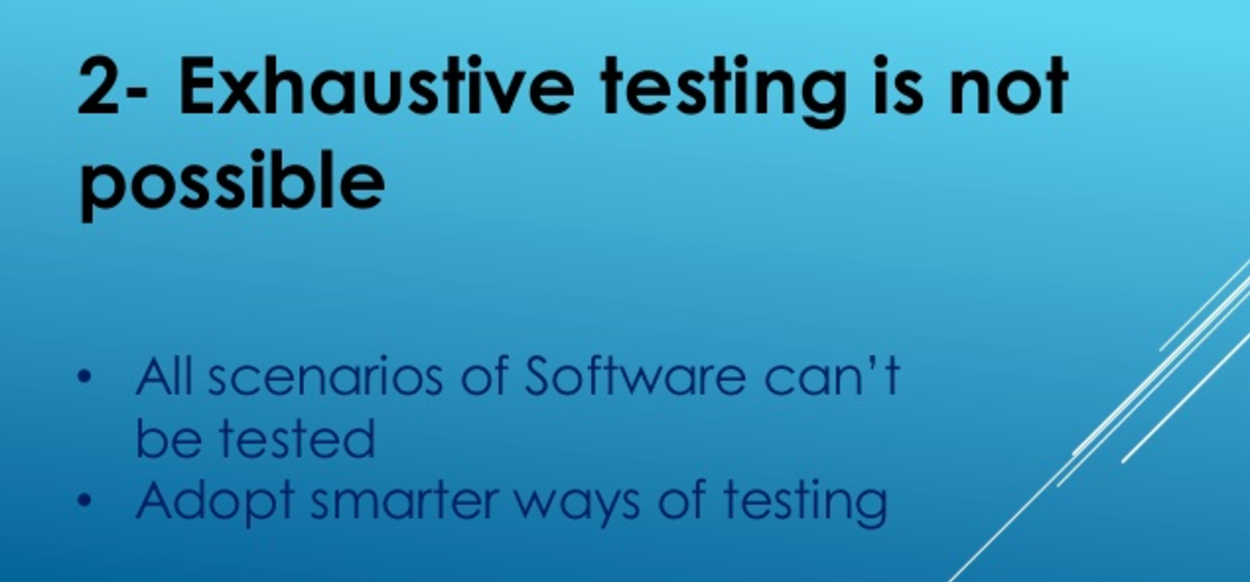 2- Exhaustive testing is not
possible
• All scenarios of Software can't
be tested
• Adopt smarter ways of testing